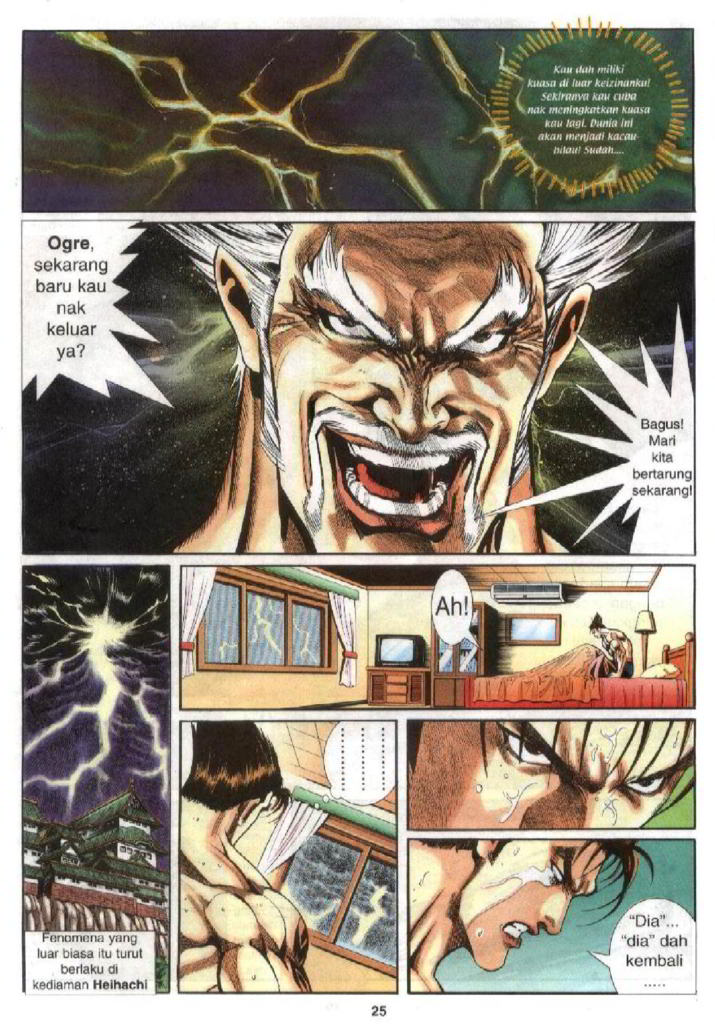 Kau dah miliki
kuasa di luar keizinanku!
Sekiranya kau cuba
nak meningkatkan kuasa
kau lagi. Dunia ini
akan menjadi kacau-
bilau! Sudah....
Ogre,
sekarang
baru kau
nak
keluar
ya?
Bagus!
Mari
kita
bertarung
sekarang!
Fenomena yang
luar biasa itu turut
berlaku di
kediaman Heihachi
Ah!
"Dia"...
"dia" dah
kembali
.....
25